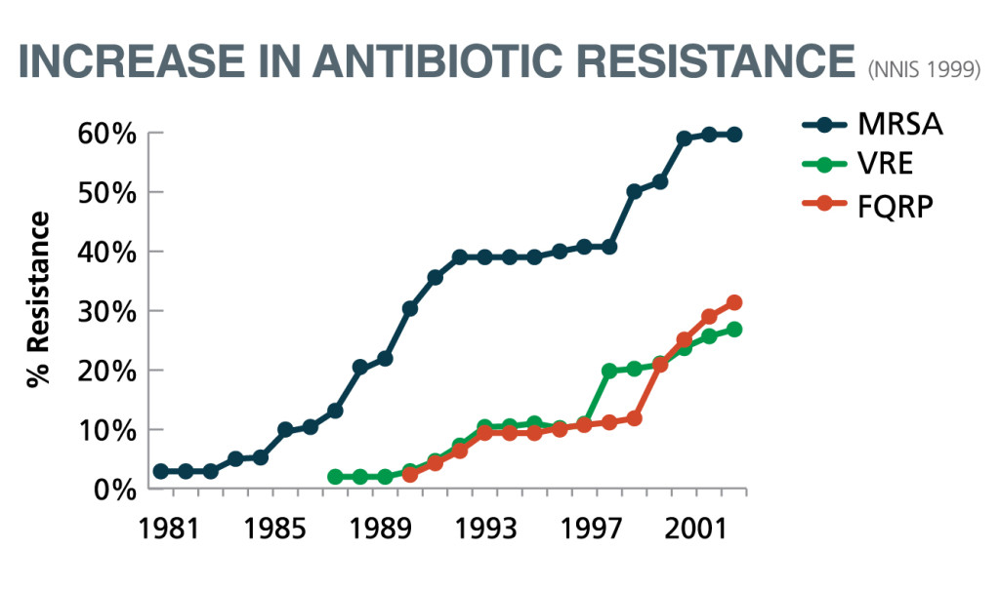 INCREASE IN ANTIBIOTIC RESISTANCE (NNIS 1999)
MRSA
VRE
FQRP
% Resistance
60%
50%
40%
30%
20%
10%
0%
1981 1985 1989 1993 1997 2001